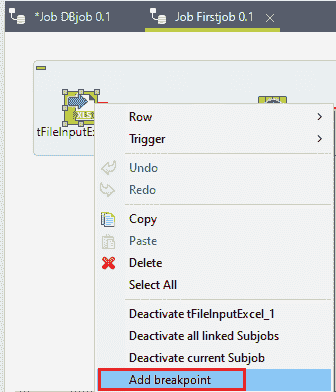 *Job DBjob 0.1
Job Firstjob 0.1
tFileInputExc
Row
Trigger
Undo
Redo
Copy
Paste
Delete
Select All
Deactivate tFileInputExcel_1
Deactivate all linked Subjobs
Deactivate current Subjob
Add breakpoint